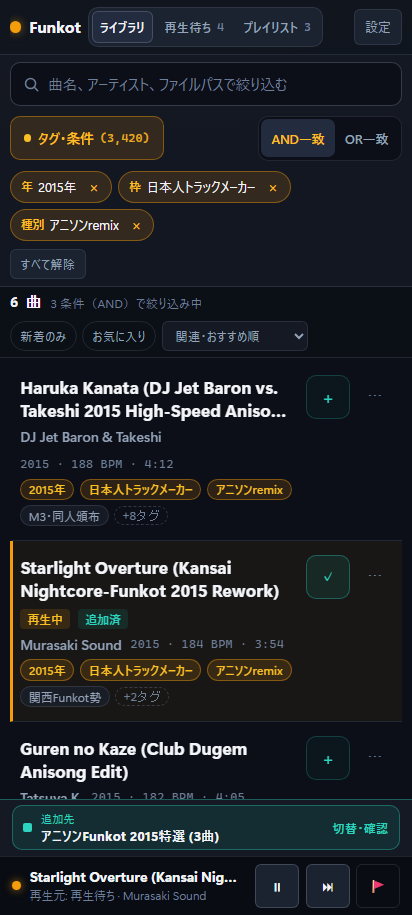 Funkot ライブラリ 再生待ち 4 プレイリスト 3 設定
曲名、アーティスト、ファイルパスで絞り込む
タグ・条件 (3,420) AND一致 OR一致
年 2015年 × 枠 日本人トラックメーカー ×
種別 アニソンremix ×
すべて解除
6 曲 3 条件（AND）で絞り込み中
新着のみ お気に入り 関連・おすすめ順
Haruka Kanata (DJ Jet Baron vs.
Takeshi 2015 High-Speed Aniso...
+ ...
DJ Jet Baron & Takeshi
2015 · 188 BPM · 4:12
2015年 日本人トラックメーカー アニソンremix
M3・同人頒布 +8タグ
Starlight Overture (Kansai
Nightcore-Funkot 2015 Rework)
✓ ...
再生中 追加済
Murasaki Sound 2015 · 184 BPM · 3:54
2015年 日本人トラックメーカー アニソンremix
関西Funkot勢 +2タグ
Guren no Kaze (Club Dugem
Anisong Edit)
+ ...
Tatsuya K. 2015 · 182 BPM · 4:05
追加先
アニソンFunkot 2015特選 (3曲)
切替・確認
Starlight Overture (Kansai Nig...
再生元: 再生待ち · Murasaki Sound